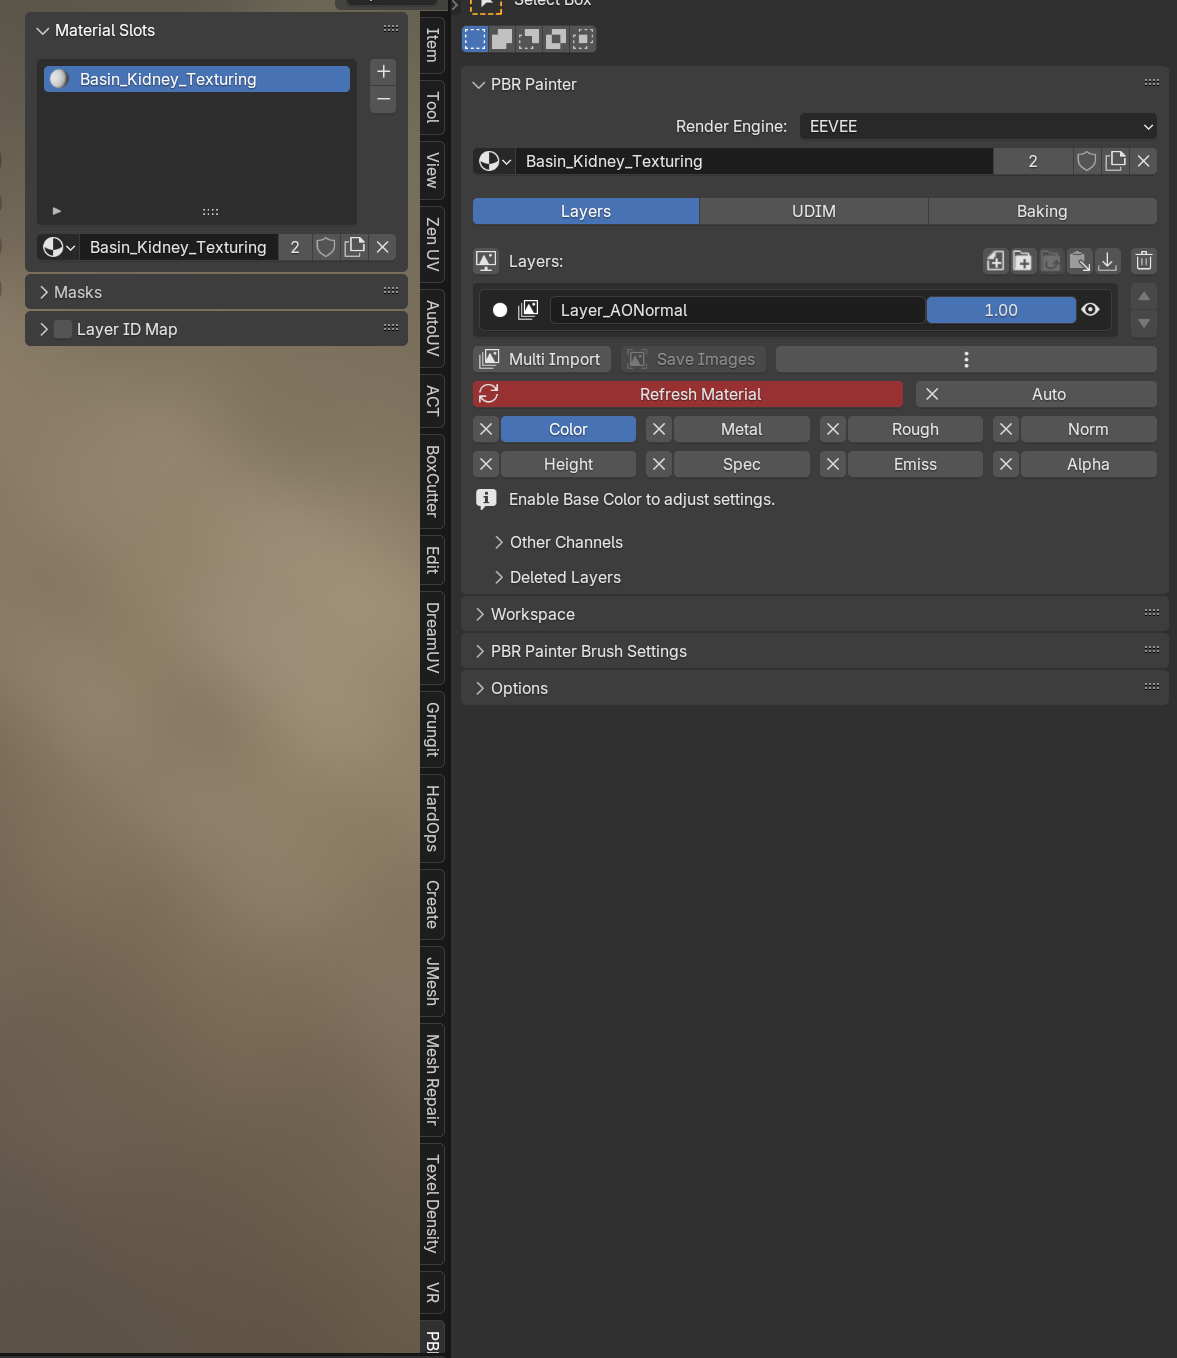 Material Slots
Basin_Kidney_Texturing
Basin_Kidney_Texturing 2
Masks
Layer ID Map
Item
Tool
View
Zen UV
AutoUV
ACT
BoxCutter
Edit
DreamUV
Grungit
HardOps
Create
JMesh
Mesh Repair
Texel Density
VR
PB
Select Box
PBR Painter
Render Engine: EEVEE
Basin_Kidney_Texturing 2
Layers UDIM Baking
Layers:
Layer_AONormal 1.00
Multi Import Save Images
Refresh Material Auto
Color Metal Rough Norm
Height Spec Emiss Alpha
Enable Base Color to adjust settings.
Other Channels
Deleted Layers
Workspace
PBR Painter Brush Settings
Options